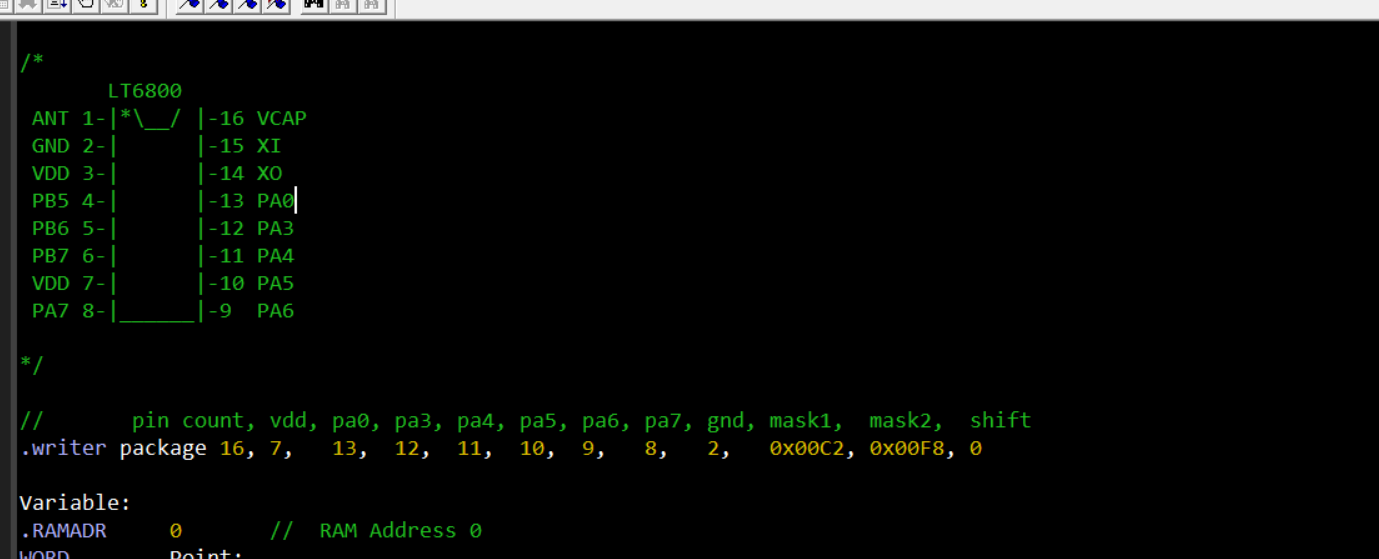 /*
       LT6800
 ANT 1-|*\__/ |-16 VCAP
 GND 2-|      |-15 XI
 VDD 3-|      |-14 XO
 PB5 4-|      |-13 PA0
 PB6 5-|      |-12 PA3
 PB7 6-|      |-11 PA4
 VDD 7-|      |-10 PA5
 PA7 8-|______|-9  PA6
*/
//       pin count, vdd, pa0, pa3, pa4, pa5, pa6, pa7, gnd, mask1,  mask2,  shift
.writer package 16, 7,   13,  12,  11,  10,  9,   8,   2,   0x00C2, 0x00F8, 0
Variable:
.RAMADR     0       //  RAM Address 0
WORD        Point: